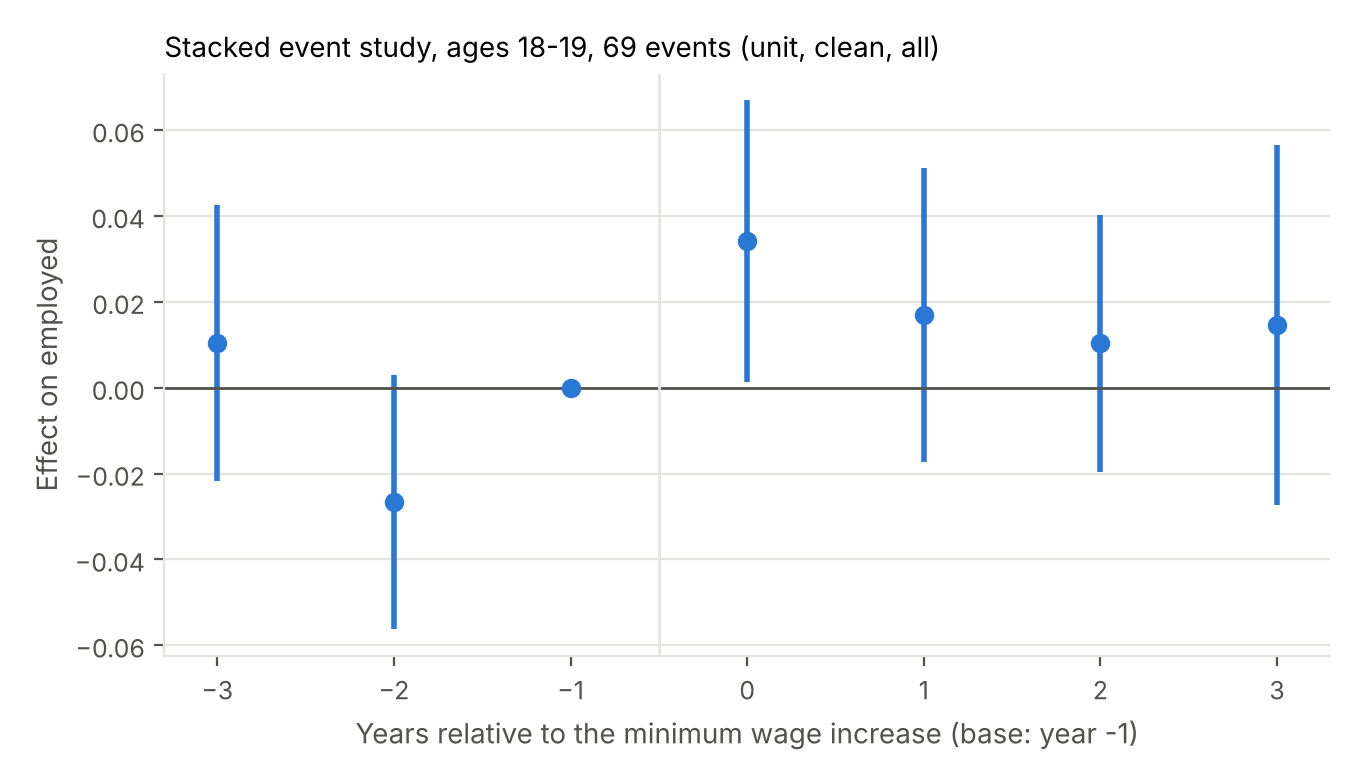 Stacked event study, ages 18-19, 69 events (unit, clean, all)
Effect on employed
0.06
0.04
0.02
0.00
−0.02
−0.04
−0.06
−3 −2 −1 0 1 2 3
Years relative to the minimum wage increase (base: year -1)